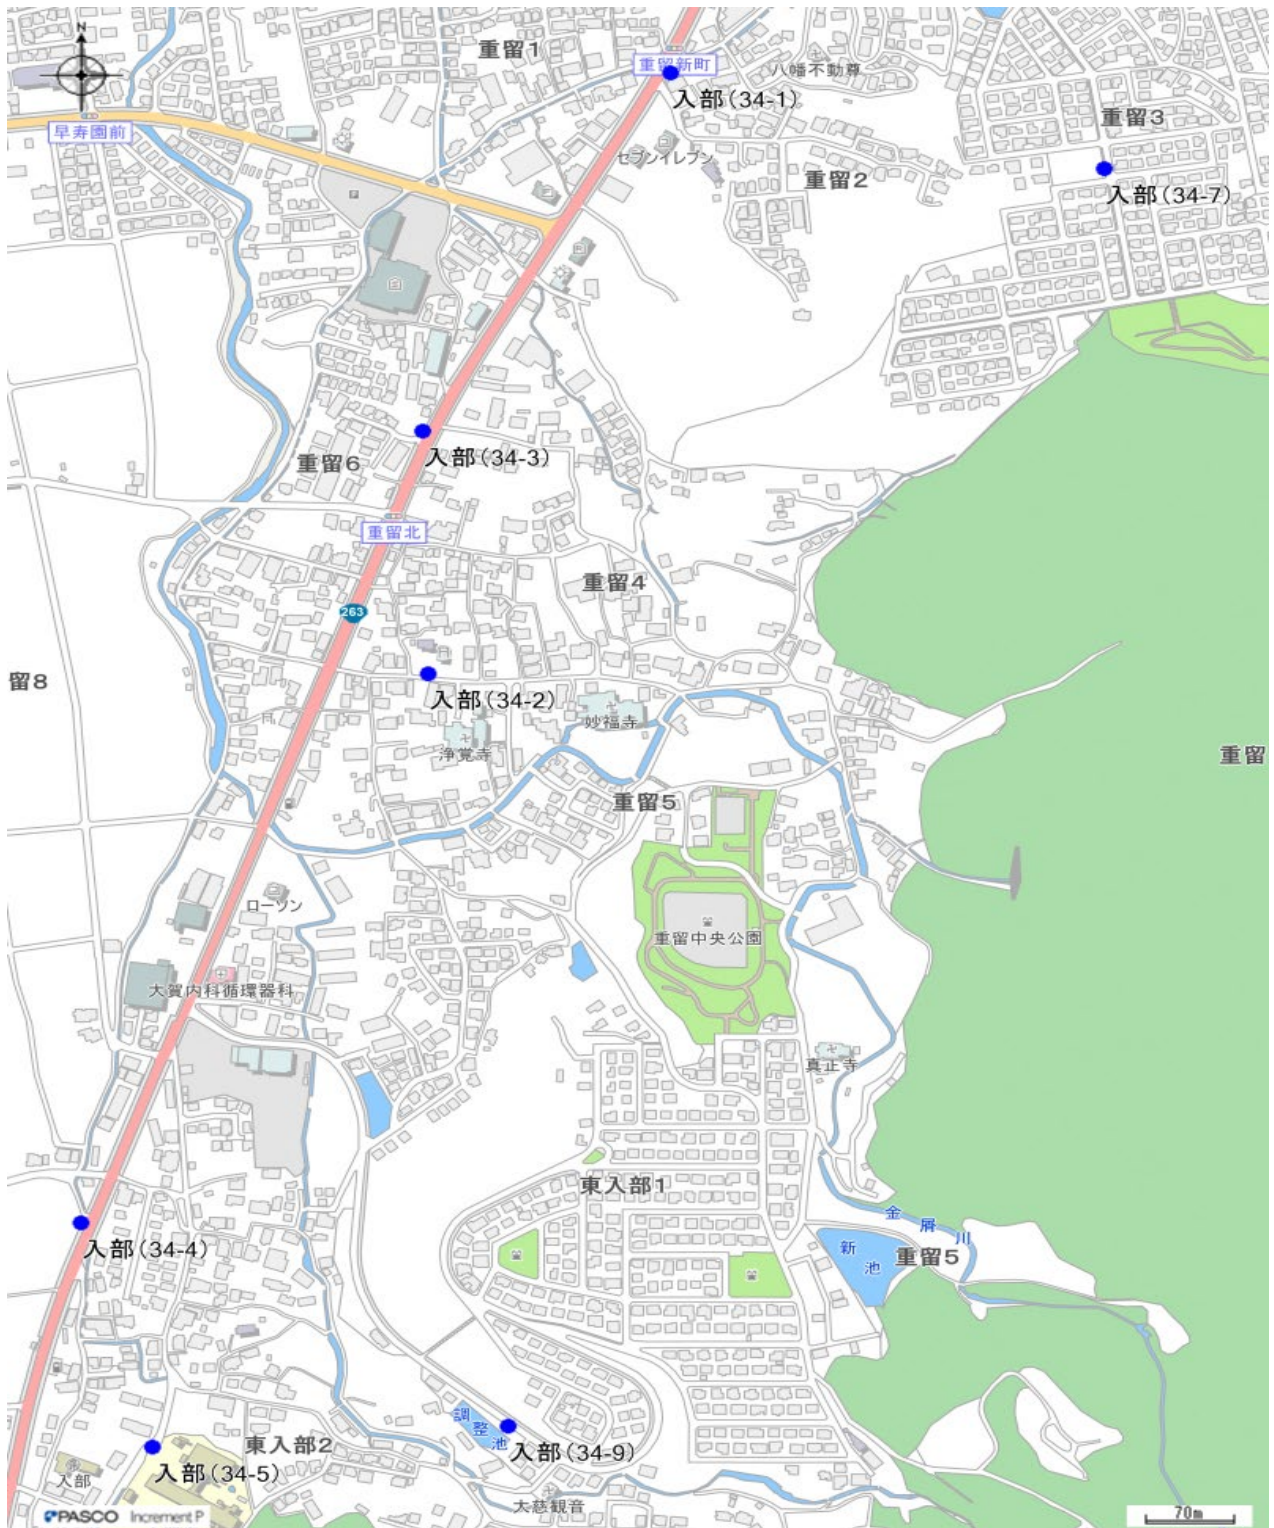 N
重留1
重留新町
八幡不動尊
入部(34-1)
早寿園前
重留3
セブンイレブン
重留2
入部(34-7)
P
入部(34-3)
重留6
重留北
重留4
263
留8
入部(34-2)
妙福寺
浄覚寺
重留
重留5
ローソン
重留中央公園
大賀内科循環器科
真正寺
東入部1
金屑川
入部(34-4)
新池
重留5
調整池
東入部2
入部(34-9)
入部
入部(34-5)
大慈観音
PASCO Increment P
70m